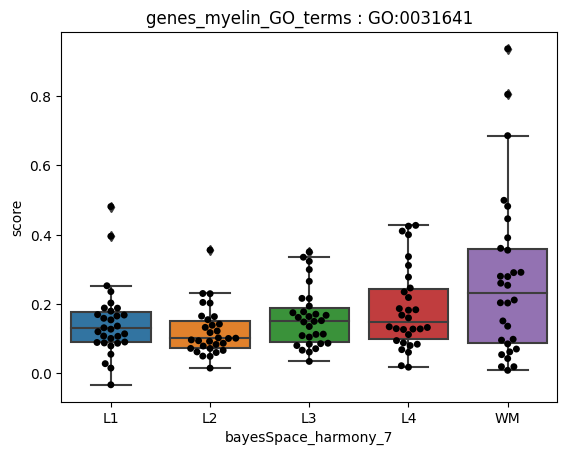 genes_myelin_GO_terms : GO:0031641
score
0.8
0.6
0.4
0.2
0.0
L1 L2 L3 L4 WM
bayesSpace_harmony_7